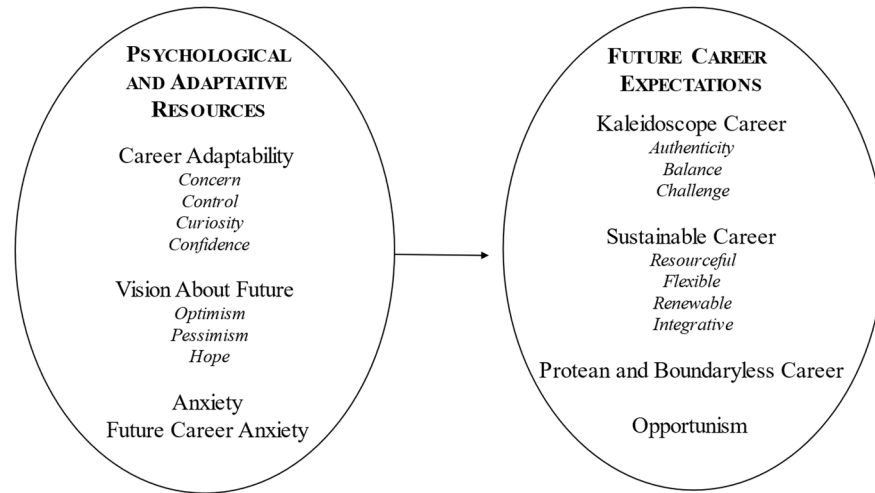 PSYCHOLOGICAL
AND ADAPTATIVE
RESOURCES
Career Adaptability
Concern
Control
Curiosity
Confidence
Vision About Future
Optimism
Pessimism
Hope
Anxiety
Future Career Anxiety
FUTURE CAREER
EXPECTATIONS
Kaleidoscope Career
Authenticity
Balance
Challenge
Sustainable Career
Resourceful
Flexible
Renewable
Integrative
Protean and Boundaryless Career
Opportunism